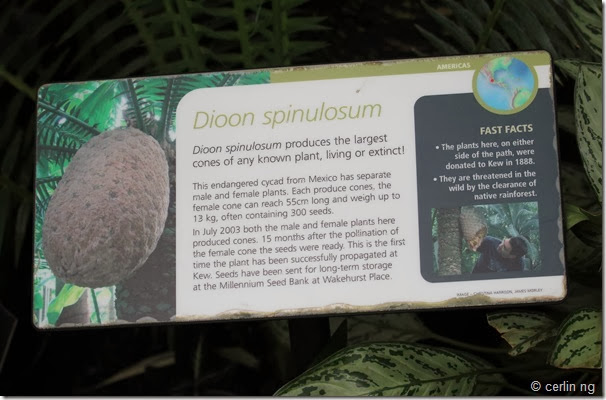 AMERICAS
Dioon spinulosum
Dioon spinulosum produces the largest
cones of any known plant, living or extinct!
This endangered cycad from Mexico has separate
male and female plants. Each produce cones, the
female cone can reach 55cm long and weigh up to
13 kg, often containing 300 seeds.
In July 2003 both the male and female plants here
produced cones. 15 months after the pollination of
the female cone the seeds were ready. This is the first
time the plant has been successfully propagated at
Kew. Seeds have been sent for long-term storage
at the Millennium Seed Bank at Wakehurst Place.
FAST FACTS
• The plants here, on either
side of the path, were
donated to Kew in 1888.
• They are threatened in the
wild by the clearance of
native rainforest.
© cerlin ng